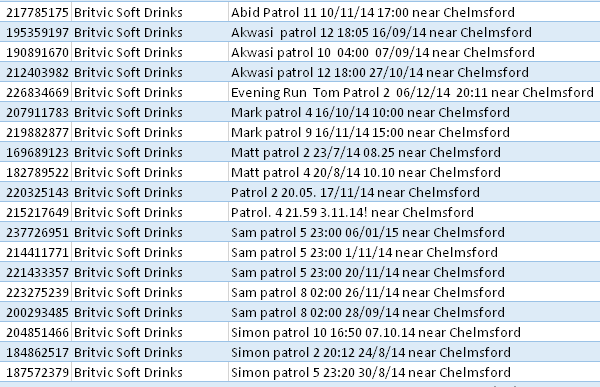 217785175 Britvic Soft Drinks Abid Patrol 11 10/11/14 17:00 near Chelmsford
195359197 Britvic Soft Drinks Akwasi  patrol 12 18:05 16/09/14 near Chelmsford
190891670 Britvic Soft Drinks Akwasi patrol 10  04:00  07/09/14 near Chelmsford
212403982 Britvic Soft Drinks Akwasi patrol 12 18:00 27/10/14 near Chelmsford
226834669 Britvic Soft Drinks Evening Run  Tom Patrol 2  06/12/14  20:11 near Chelmsford
207911783 Britvic Soft Drinks Mark patrol 4 16/10/14 10:00 near Chelmsford
219882877 Britvic Soft Drinks Mark patrol 9 16/11/14 15:00 near Chelmsford
169689123 Britvic Soft Drinks Matt patrol 2 23/7/14 08.25 near Chelmsford
182789522 Britvic Soft Drinks Matt patrol 4 20/8/14 10.10 near Chelmsford
220325143 Britvic Soft Drinks Patrol 2 20.05. 17/11/14 near Chelmsford
215217649 Britvic Soft Drinks Patrol. 4 21.59 3.11.14! near Chelmsford
237726951 Britvic Soft Drinks Sam patrol 5 23:00 06/01/15 near Chelmsford
214411771 Britvic Soft Drinks Sam patrol 5 23:00 1/11/14 near Chelmsford
221433357 Britvic Soft Drinks Sam patrol 5 23:00 20/11/14 near Chelmsford
223275239 Britvic Soft Drinks Sam patrol 8 02:00 26/11/14 near Chelmsford
200293485 Britvic Soft Drinks Sam patrol 8 02:00 28/09/14 near Chelmsford
204851466 Britvic Soft Drinks Simon patrol 10 16:50 07.10.14 near Chelmsford
184862517 Britvic Soft Drinks Simon patrol 2 20:12 24/8/14 near Chelmsford
187572379 Britvic Soft Drinks Simon patrol 5 23:20 30/8/14 near Chelmsford